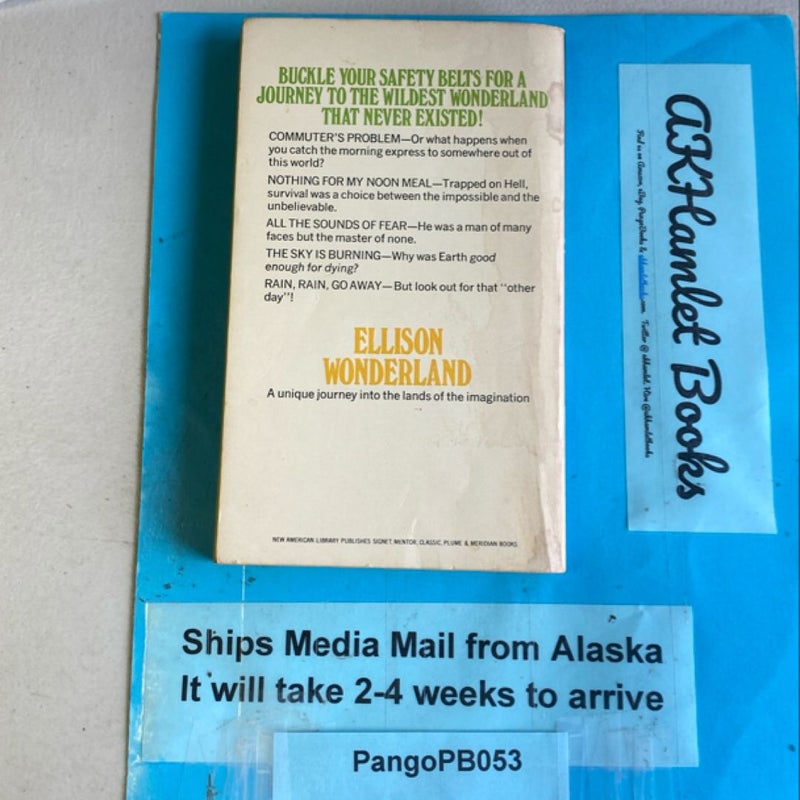 BUCKLE YOUR SAFETY BELTS FOR A
JOURNEY TO THE WILDEST WONDERLAND
THAT NEVER EXISTED!
COMMUTER'S PROBLEM—Or what happens when
you catch the morning express to somewhere out of
this world?
NOTHING FOR MY NOON MEAL—Trapped on Hell,
survival was a choice between the impossible and the
unbelievable.
ALL THE SOUNDS OF FEAR—He was a man of many
faces but the master of none.
THE SKY IS BURNING—Why was Earth good
enough for dying?
RAIN, RAIN, GO AWAY—But look out for that "other
day"!
ELLISON
WONDERLAND
A unique journey into the lands of the imagination
NEW AMERICAN LIBRARY PUBLISHES SIGNET, MENTOR, CLASSIC, PLUME & MERIDIAN BOOKS.
AKHamlet Books
Find us on Amazon, eBay, PangoBooks &
Ships Media Mail from Alaska
It will take 2-4 weeks to arrive
PangoPB053